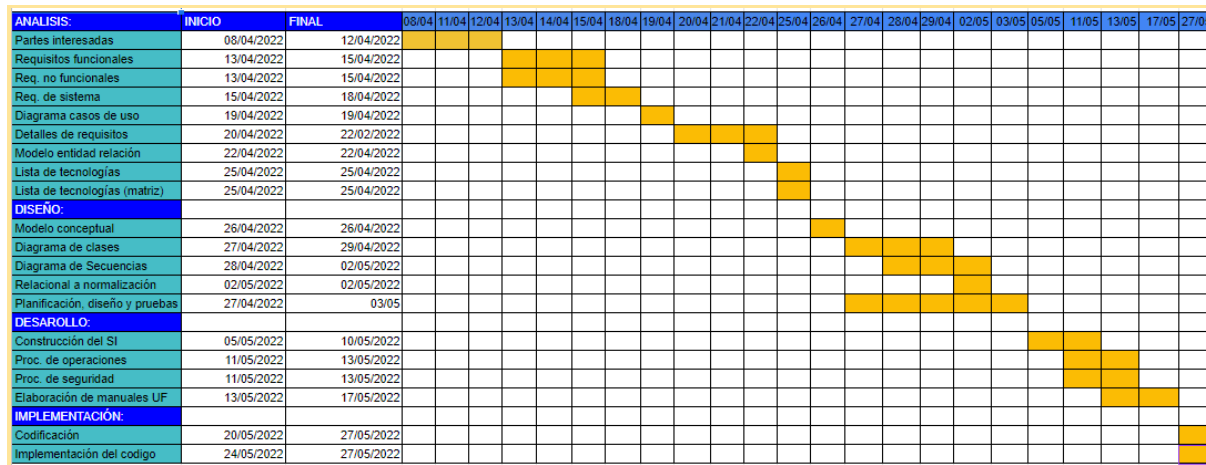 ANALISIS: INICIO FINAL 08/04 11/04 12/04 13/04 14/04 15/04 18/04 19/04 20/04 21/04 22/04 25/04 26/04 27/04 28/04 29/04 02/05 03/05 05/05 11/05 13/05 17/05 27/0
Partes interesadas 08/04/2022 12/04/2022
Requisitos funcionales 13/04/2022 15/04/2022
Req. no funcionales 13/04/2022 15/04/2022
Req. de sistema 15/04/2022 18/04/2022
Diagrama casos de uso 19/04/2022 19/04/2022
Detalles de requisitos 20/04/2022 22/02/2022
Modelo entidad relación 22/04/2022 22/04/2022
Lista de tecnologías 25/04/2022 25/04/2022
Lista de tecnologías (matriz) 25/04/2022 25/04/2022
DISEÑO:
Modelo conceptual 26/04/2022 26/04/2022
Diagrama de clases 27/04/2022 29/04/2022
Diagrama de Secuencias 28/04/2022 02/05/2022
Relacional a normalización 02/05/2022 02/05/2022
Planificación, diseño y pruebas 27/04/2022 03/05
DESAROLLO:
Construcción del SI 05/05/2022 10/05/2022
Proc. de operaciones 11/05/2022 13/05/2022
Proc. de seguridad 11/05/2022 13/05/2022
Elaboración de manuales UF 13/05/2022 17/05/2022
IMPLEMENTACIÓN:
Codificación 20/05/2022 27/05/2022
Implementación del codigo 24/05/2022 27/05/2022